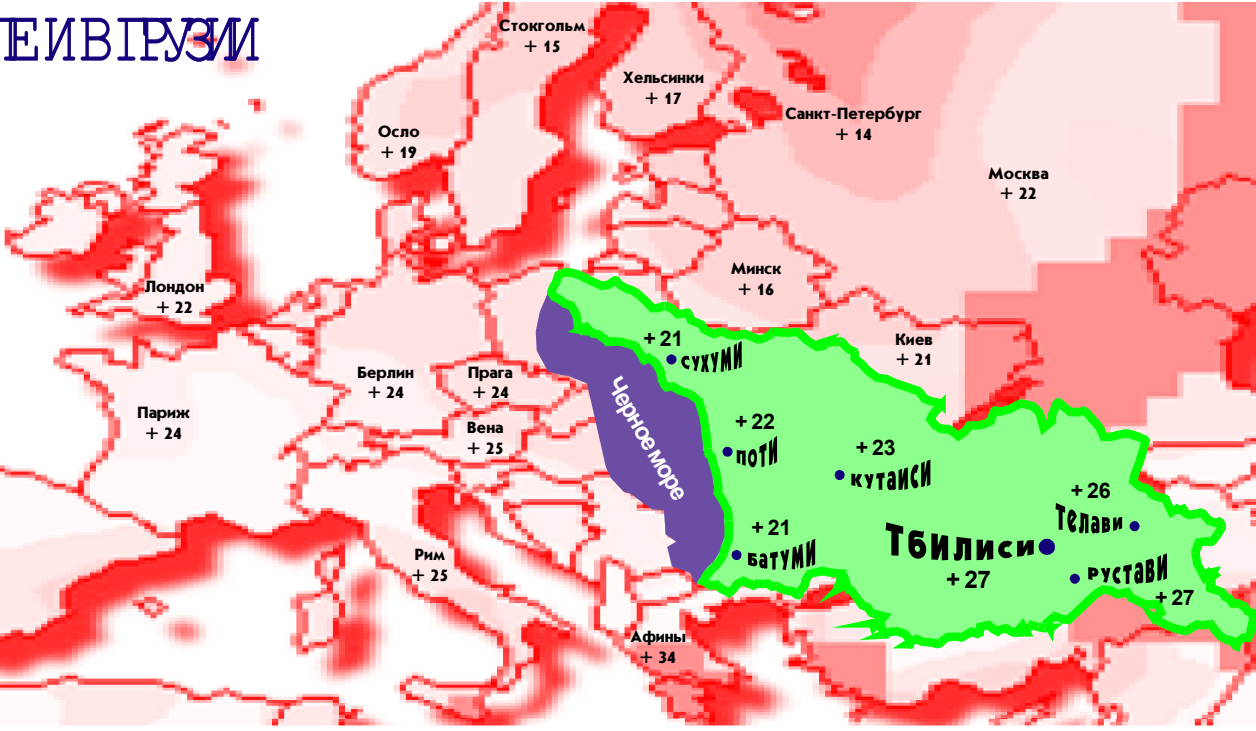 ЕИВГРУЗИИ
Стокгольм
+ 15
Хельсинки
+ 17
Санкт-Петербург
+ 14
Осло
+ 19
Москва
+ 22
Лондон
+ 22
Минск
+ 16
Киев
+ 21
Берлин
+ 24
Прага
+ 24
Париж
+ 24
Вена
+ 25
Рим
+ 25
Афины
+ 34
Черное море
+ 21
СУХУМИ
+ 22
ПОТИ
+ 23
КУТАИСИ
+ 21
БАТУМИ
Тбилиси
+ 27
+ 26
Телави
РУСТАВИ
+ 27